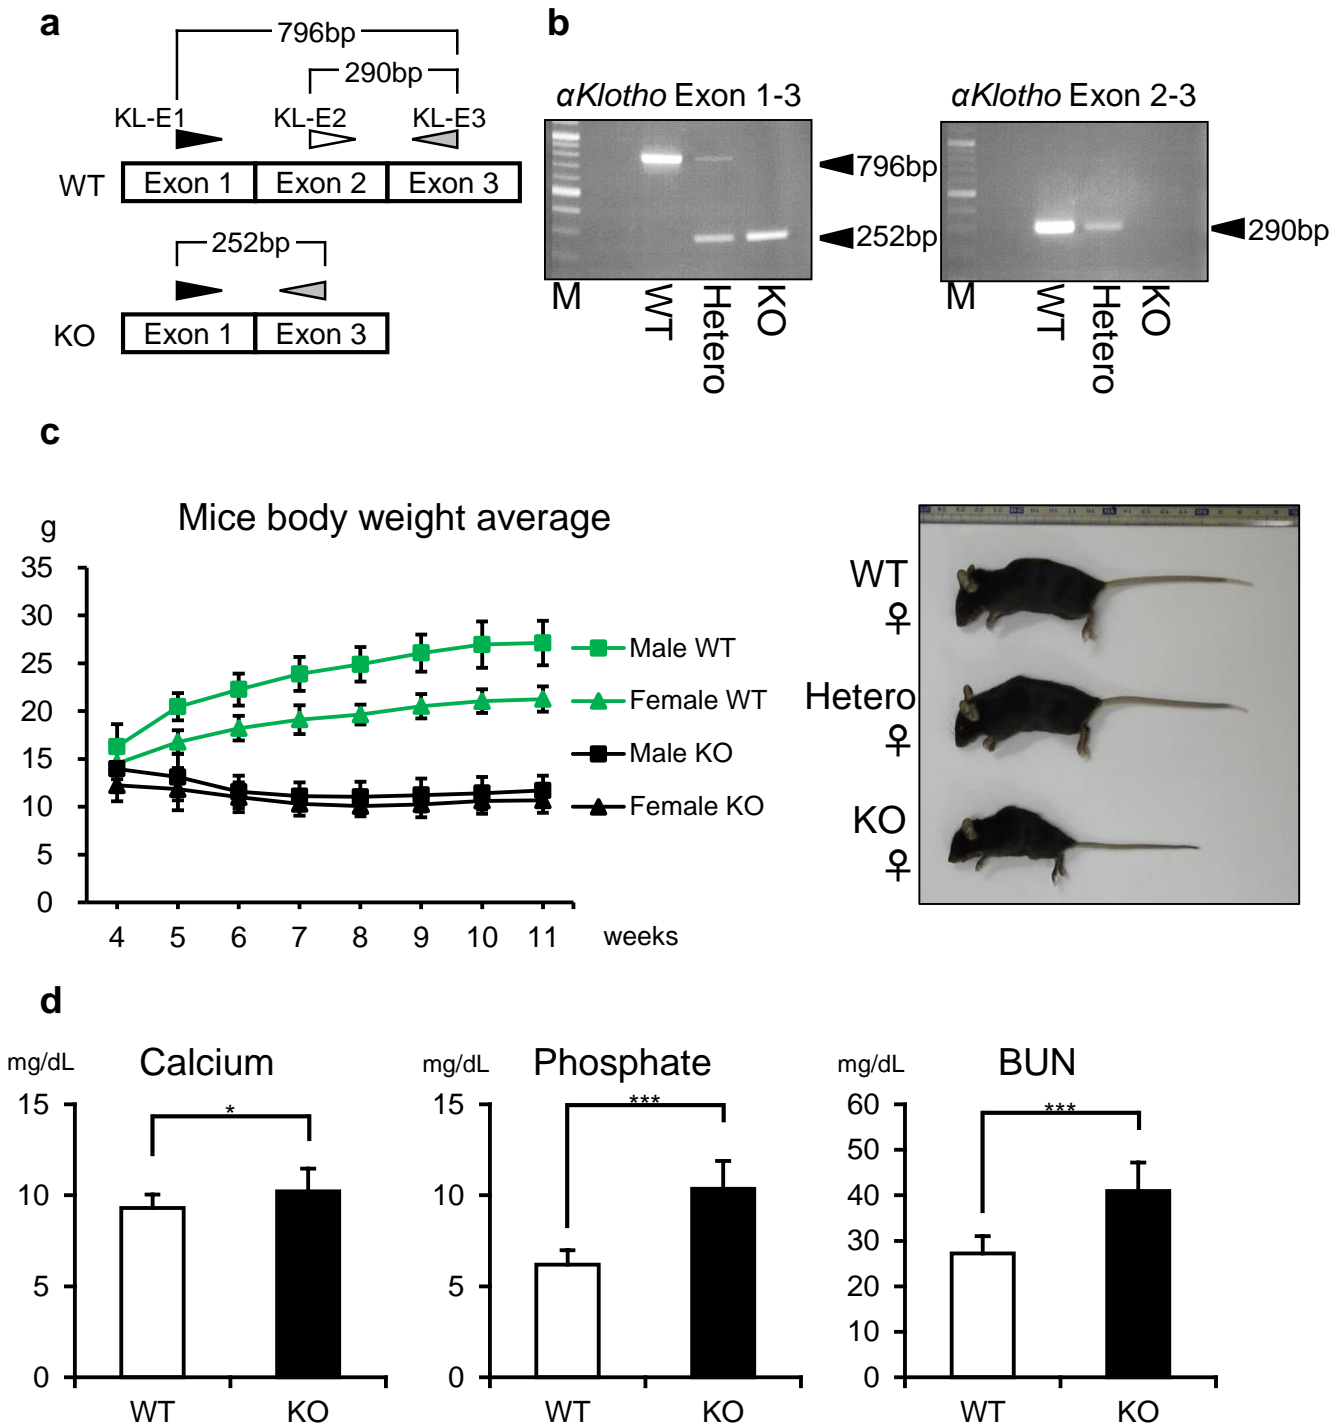 a
796bp
290bp
KL-E1
KL-E2
KL-E3
WT
Exon 1
Exon 2
Exon 3
252bp
KO
Exon 1
Exon 3
b
αKlotho Exon 1-3
796bp
252bp
M
WT
Hetero
KO
αKlotho Exon 2-3
290bp
M
WT
Hetero
KO
c
Mice body weight average
g
35
30
25
20
15
10
5
0
4 5 6 7 8 9 10 11 weeks
Male WT
Female WT
Male KO
Female KO
WT
♀
Hetero
♀
KO
♀
d
mg/dL
Calcium
15
10
5
0
*
WT
KO
mg/dL
Phosphate
15
10
5
0
***
WT
KO
mg/dL
BUN
60
50
40
30
20
10
0
***
WT
KO